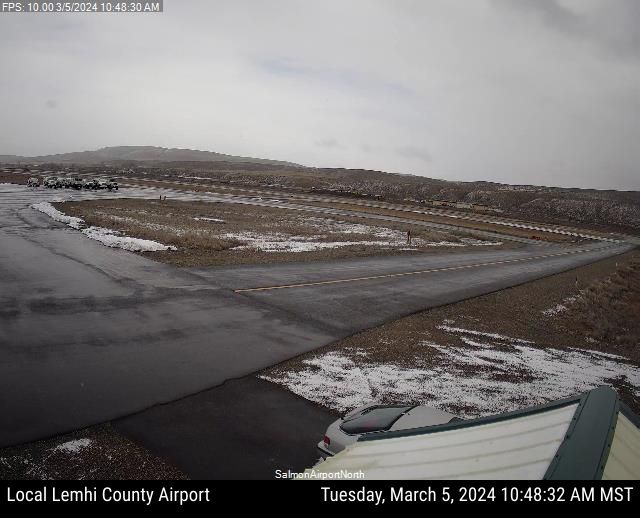 FPS: 10.00 3/5/2024 10:48:30 AM
SalmonAirportNorth
Local Lemhi County Airport Tuesday, March 5, 2024 10:48:32 AM MST